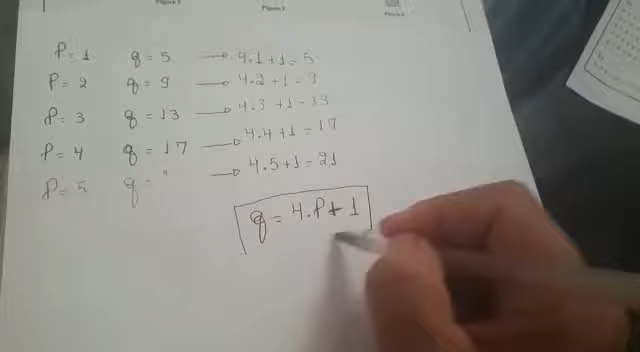 P = 1 q = 5 → 4.1+1=5
P = 2 q = 9 → 4.2+1=9
P = 3 q = 13 → 4.3+1=13
P = 4 q = 17 → 4.4+1=17
P = 5 q = → 4.5+1=21
q = 4.P+1